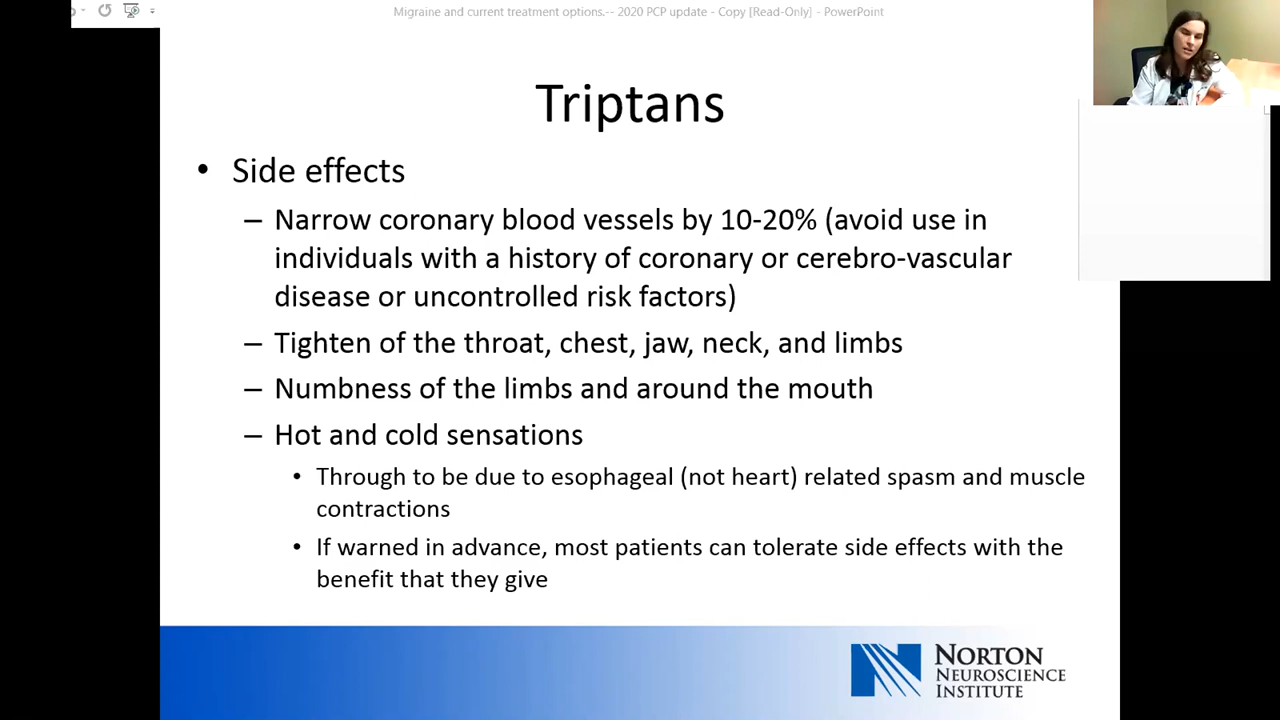 Migraine and current treatment options.-- 2020 PCP update - Copy [Read-Only] - PowerPoint
Triptans
• Side effects
– Narrow coronary blood vessels by 10-20% (avoid use in
individuals with a history of coronary or cerebro-vascular
disease or uncontrolled risk factors)
– Tighten of the throat, chest, jaw, neck, and limbs
– Numbness of the limbs and around the mouth
– Hot and cold sensations
• Through to be due to esophageal (not heart) related spasm and muscle
contractions
• If warned in advance, most patients can tolerate side effects with the
benefit that they give
NORTON
NEUROSCIENCE
INSTITUTE